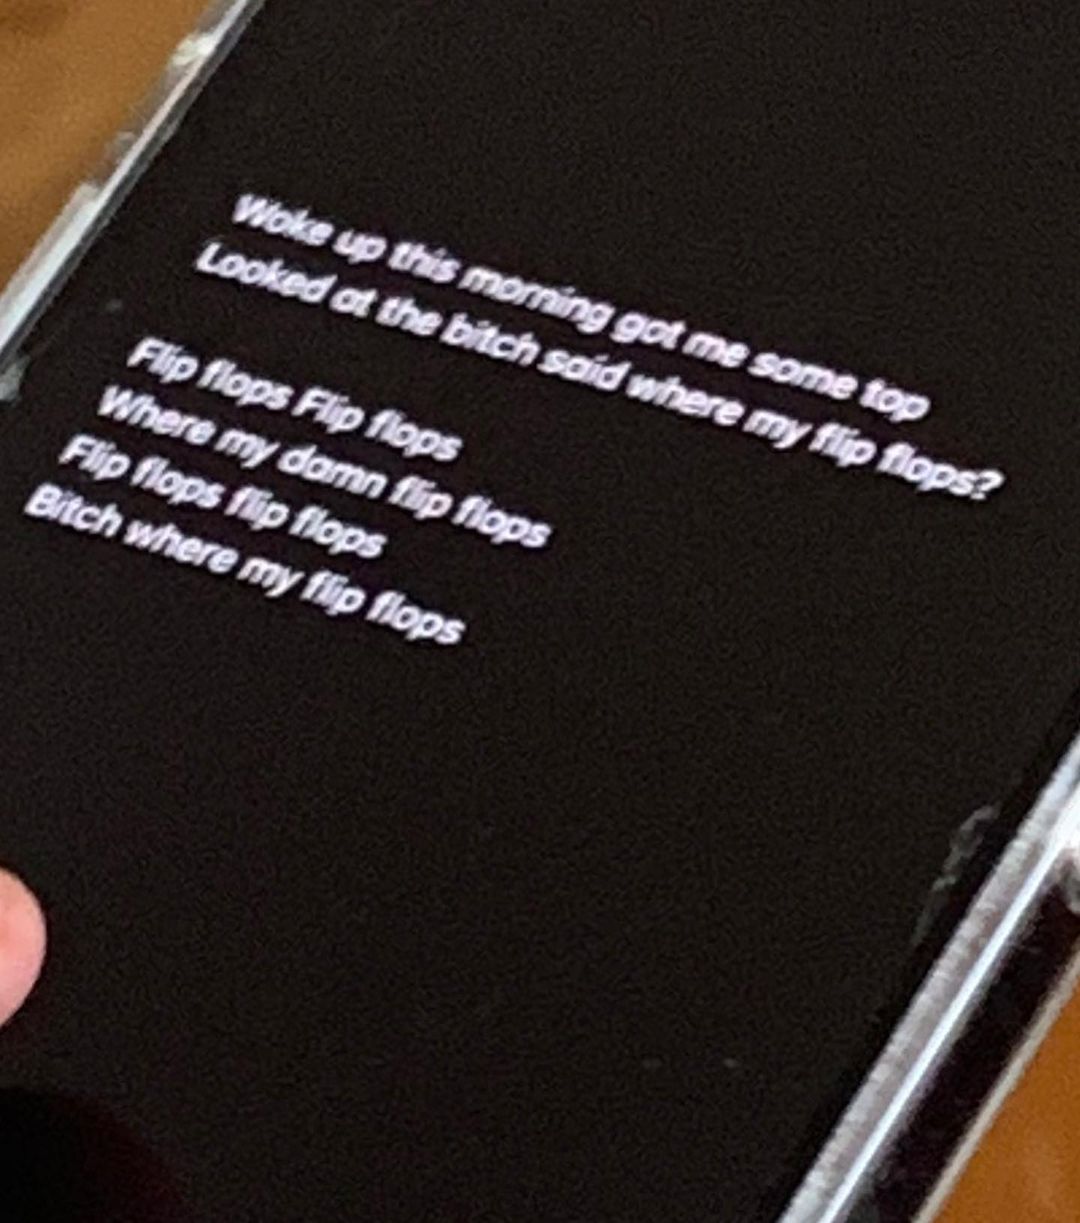 Woke up this morning got me some top
Looked at the bitch said where my flip flops?
Flip flops Flip flops
Where my damn flip flops
Flip flops flip flops
Bitch where my flip flops